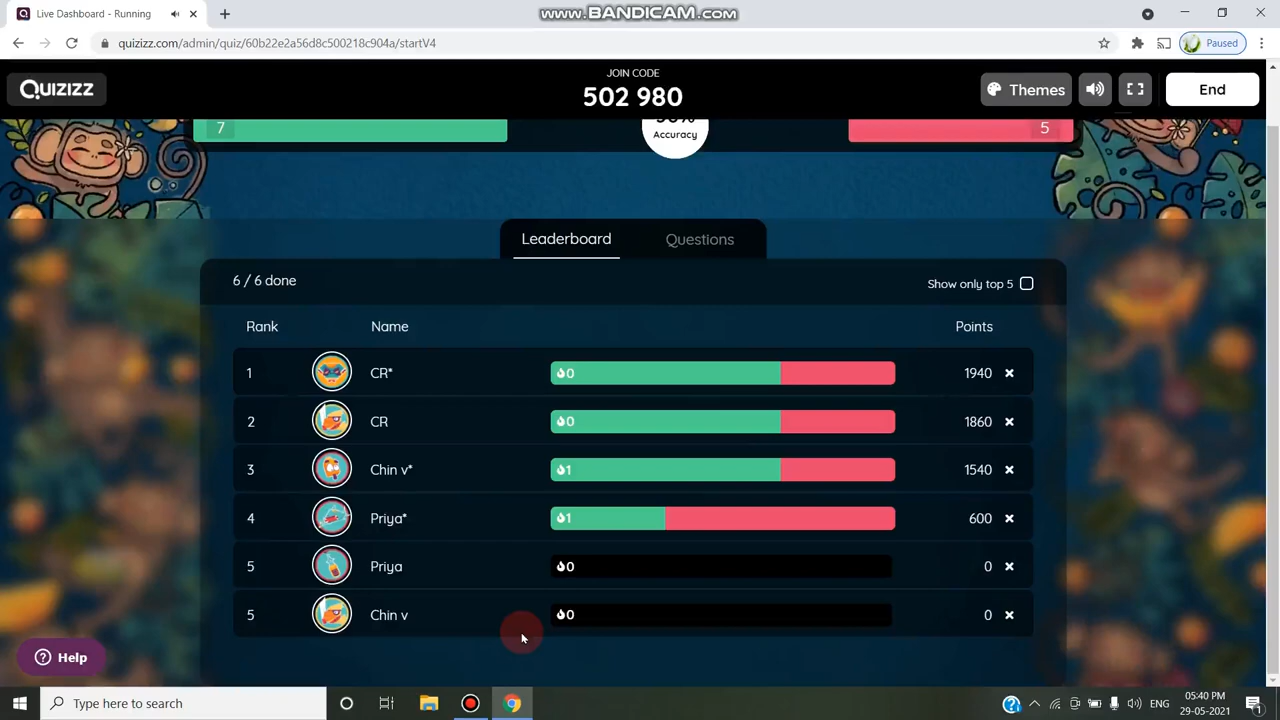 Live Dashboard - Running
www.BANDICAM.com
quizizz.com/admin/quiz/60b22e2a56d8c500218c904a/startV4
Paused
JOIN CODE
Quizizz
502 980
Themes
End
7
Accuracy
5
Leaderboard
Questions
6 / 6 done
Show only top 5
Rank
Name
Points
1
CR*
0
1940
2
CR
0
1860
3
Chin v*
1
1540
4
Priya*
1
600
5
Priya
0
0
5
Chin v
0
0
Help
Type here to search
ENG
05:40 PM
29-05-2021